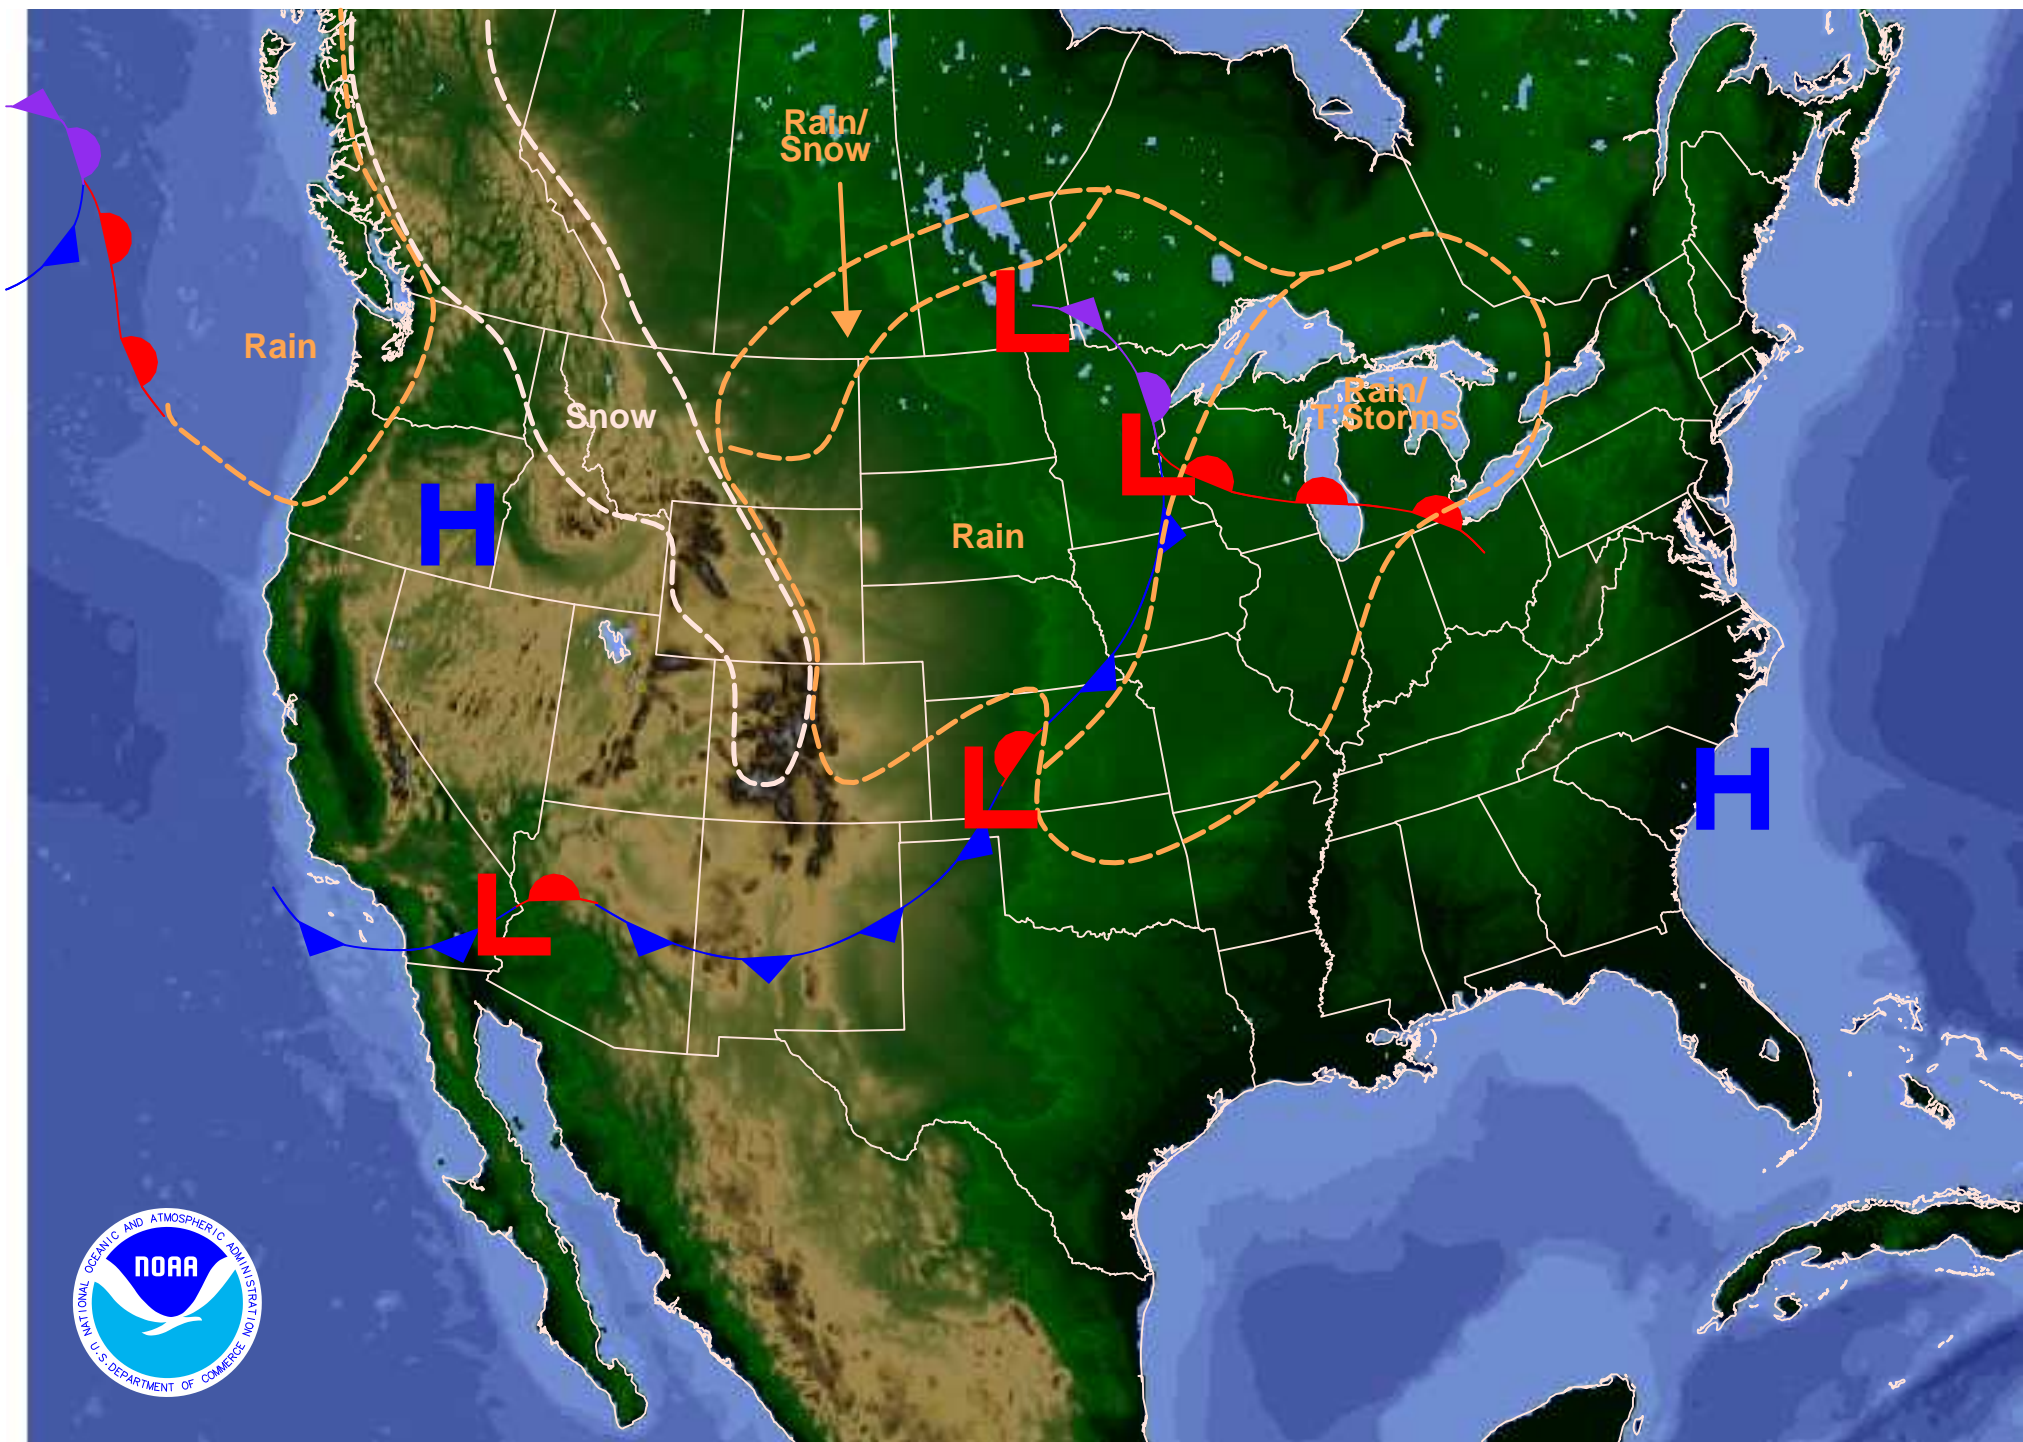 Rain/
Snow
L
Rain
Rain/
T'Storms
Snow
L
H
Rain
L
H
L
NATIONAL OCEANIC AND ATMOSPHERIC ADMINISTRATION
NOAA
U.S. DEPARTMENT OF COMMERCE